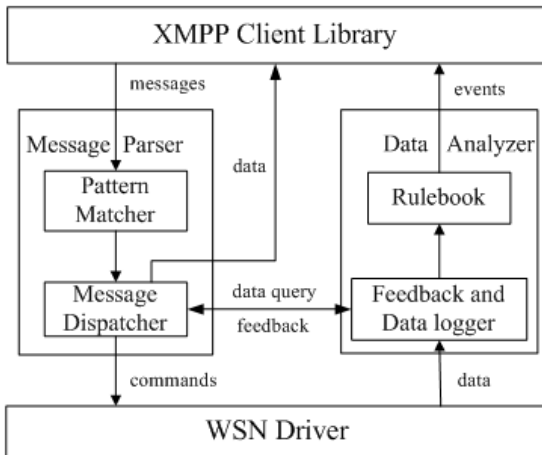 XMPP Client Library
messages
events
Message Parser
data
Data Analyzer
Pattern
Matcher
Rulebook
Message
Dispatcher
data query
feedback
Feedback and
Data logger
commands
data
WSN Driver